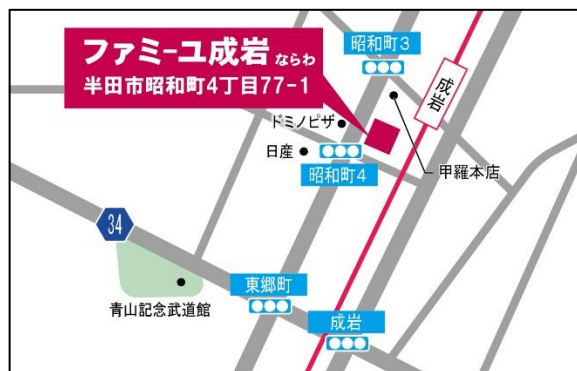 ファミーユ成岩 ならわ
半田市昭和町4丁目77-1
昭和町3
成岩
ドミノピザ
日産
昭和町4
甲羅本店
34
青山記念武道館
東郷町
成岩